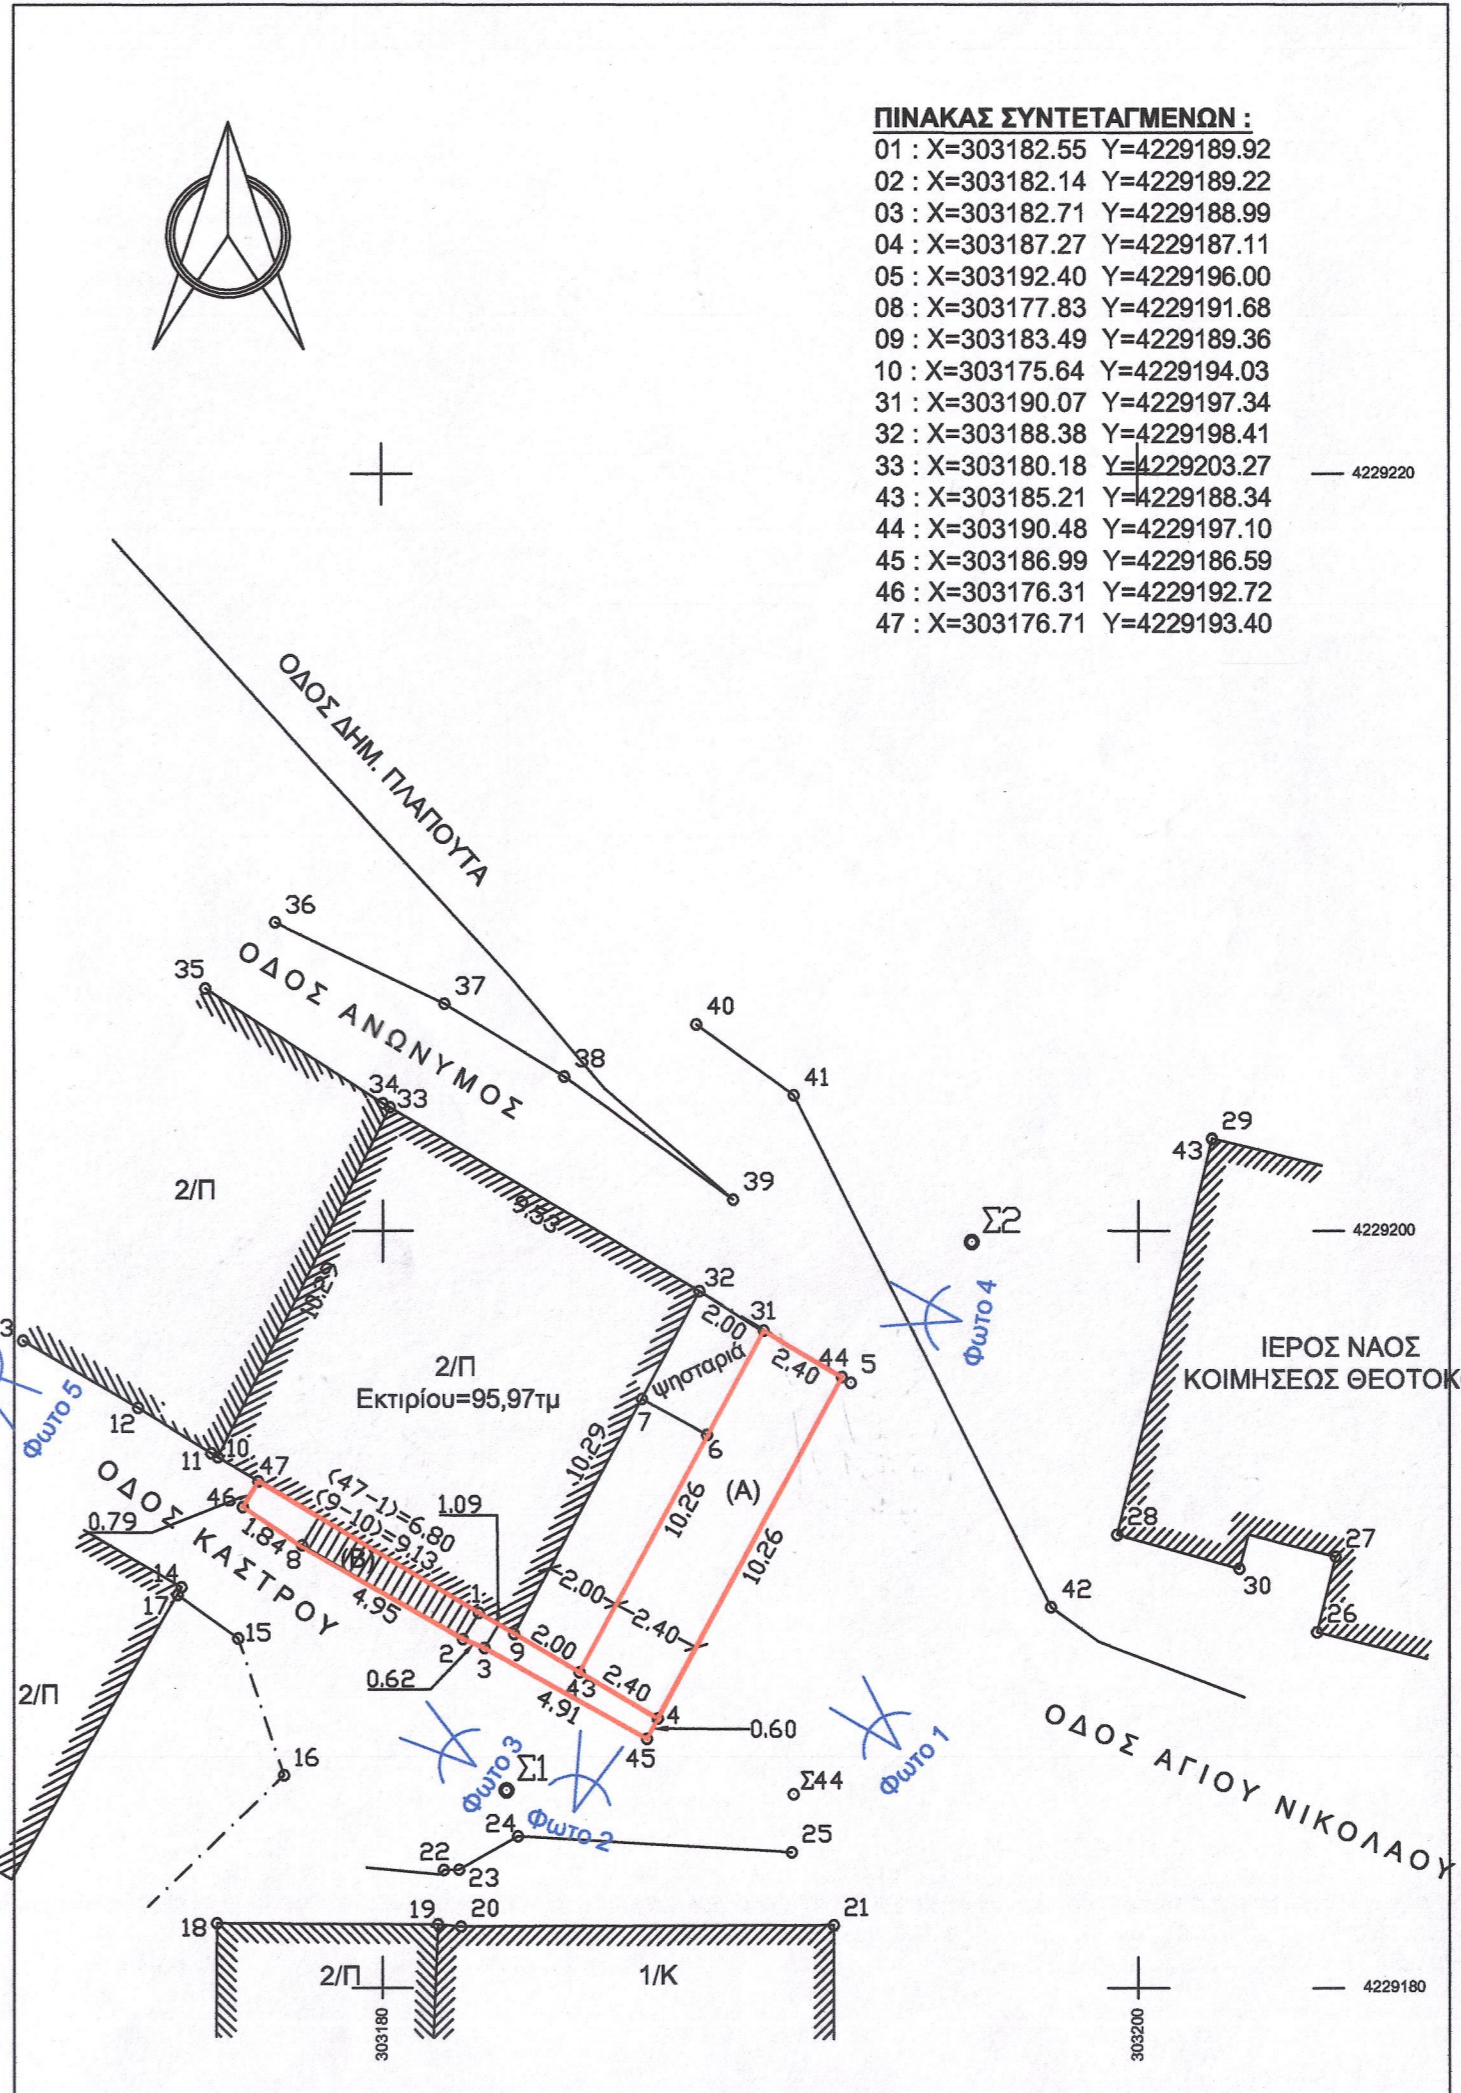 ΠΙΝΑΚΑΣ ΣΥΝΤΕΤΑΓΜΕΝΩΝ :
01 : X=303182.55 Y=4229189.92
02 : X=303182.14 Y=4229189.22
03 : X=303182.71 Y=4229188.99
04 : X=303187.27 Y=4229187.11
05 : X=303192.40 Y=4229196.00
08 : X=303177.83 Y=4229191.68
09 : X=303183.49 Y=4229189.36
10 : X=303175.64 Y=4229194.03
31 : X=303190.07 Y=4229197.34
32 : X=303188.38 Y=4229198.41
33 : X=303180.18 Y=4229203.27
43 : X=303185.21 Y=4229188.34
44 : X=303190.48 Y=4229197.10
45 : X=303186.99 Y=4229186.59
46 : X=303176.31 Y=4229192.72
47 : X=303176.71 Y=4229193.40
4229220
ΟΔΟΣ ΔΗΜ. ΠΛΑΠΟΥΤΑ
36
ΟΔΟΣ ΑΝΩΝΥΜΟΣ
35
37
40
38
41
34
33
29
43
39
2/Π
9.53
Σ2
4229200
32
31
2.00
Φωτο 4
10.29
3
2/Π
Εκτιρίου=95,97τμ
ψησταριά
2.40
44
5
ΙΕΡΟΣ ΝΑΟΣ
ΚΟΙΜΗΣΕΩΣ ΘΕΟΤΟΚΟ
Φωτο 5
12
7
6
11
10
10.29
47
(A)
ΟΔΟΣ ΚΑΣΤΡΟΥ
46
(47-1)=6.80
(9-10)=9.13
1.09
10.26
10.26
0.79
1.84
8
(B)
28
27
30
14
17
4.95
1
2.00
2.40
42
26
15
2
3
9
2.00
0.62
43
2.40
4.91
4
0.60
45
2/Π
16
Φωτο 3
Σ1
Φωτο 2
Φωτο 1
Σ44
ΟΔΟΣ ΑΓΙΟΥ ΝΙΚΟΛΑΟΥ
24
25
22
23
18
19
20
21
2/Π
1/Κ
4229180
303180
303200